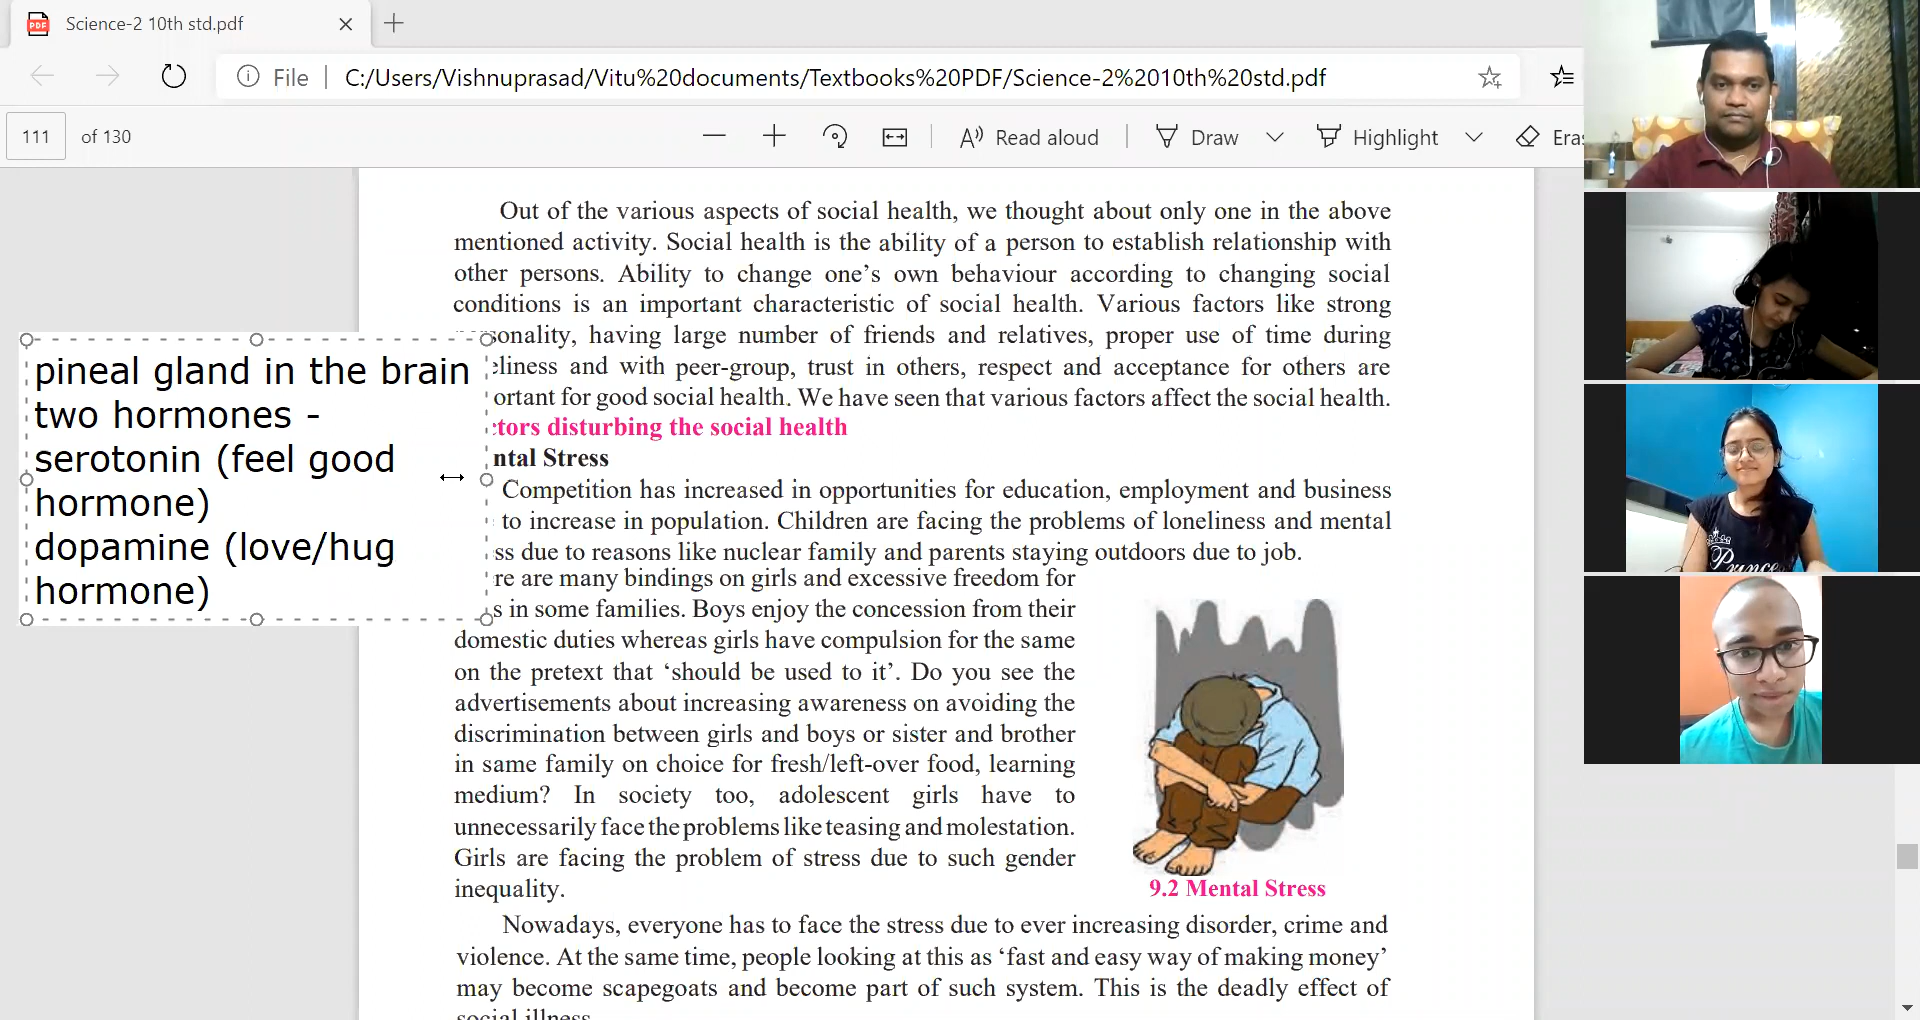 Science-2 10th std.pdf
File
C:/Users/Vishnuprasad/Vitu%20documents/Textbooks%20PDF/Science-2%2010th%20std.pdf
111 of 130
Read aloud
Draw
Highlight
Era
Out of the various aspects of social health, we thought about only one in the above
mentioned activity. Social health is the ability of a person to establish relationship with
other persons. Ability to change one’s own behaviour according to changing social
conditions is an important characteristic of social health. Various factors like strong
sonality, having large number of friends and relatives, proper use of time during
eliness and with peer-group, trust in others, respect and acceptance for others are
ortant for good social health. We have seen that various factors affect the social health.
ctors disturbing the social health
ntal Stress
Competition has increased in opportunities for education, employment and business
to increase in population. Children are facing the problems of loneliness and mental
ss due to reasons like nuclear family and parents staying outdoors due to job.
re are many bindings on girls and excessive freedom for
s in some families. Boys enjoy the concession from their
domestic duties whereas girls have compulsion for the same
on the pretext that ‘should be used to it’. Do you see the
advertisements about increasing awareness on avoiding the
discrimination between girls and boys or sister and brother
in same family on choice for fresh/left-over food, learning
medium? In society too, adolescent girls have to
unnecessarily face the problems like teasing and molestation.
Girls are facing the problem of stress due to such gender
inequality.
9.2 Mental Stress
Nowadays, everyone has to face the stress due to ever increasing disorder, crime and
violence. At the same time, people looking at this as ‘fast and easy way of making money’
may become scapegoats and become part of such system. This is the deadly effect of
social illness
pineal gland in the brain
two hormones -
serotonin (feel good
hormone)
dopamine (love/hug
hormone)